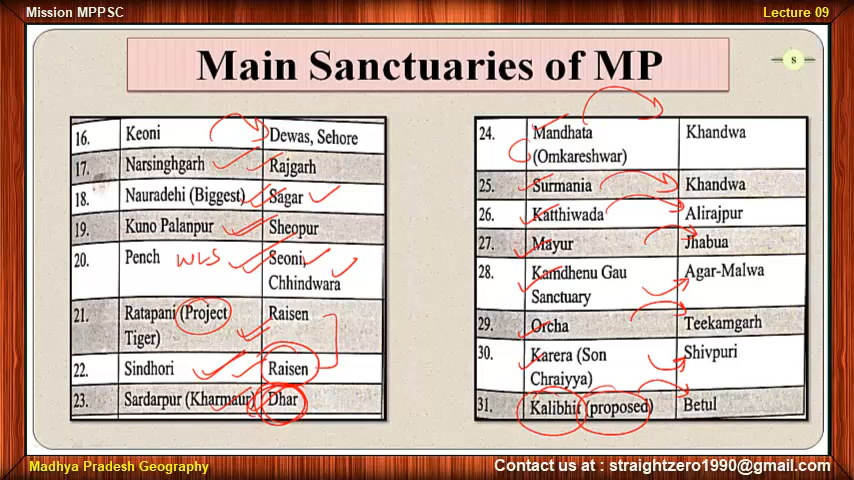 Mission MPPSC
Lecture 09
Main Sanctuaries of MP
8
16. Keoni Dewas, Sehore
17. Narsinghgarh Rajgarh
18. Nauradehi (Biggest) Sagar
19. Kuno Palanpur Sheopur
20. Pench WLS Seoni,
Chhindwara
21. Ratapani (Project Raisen
Tiger)
22. Sindhori Raisen
23. Sardarpur (Kharmaur) Dhar
24. Mandhata Khandwa
(Omkareshwar)
25. Surmania Khandwa
26. Katthiwada Alirajpur
27. Mayur Jhabua
28. Kamdhenu Gau Agar-Malwa
Sanctuary
29. Orcha Teekamgarh
30. Karera (Son Shivpuri
Chraiyya)
31. Kalibhit (proposed) Betul
Madhya Pradesh Geography
Contact us at : straightzero1990@gmail.com